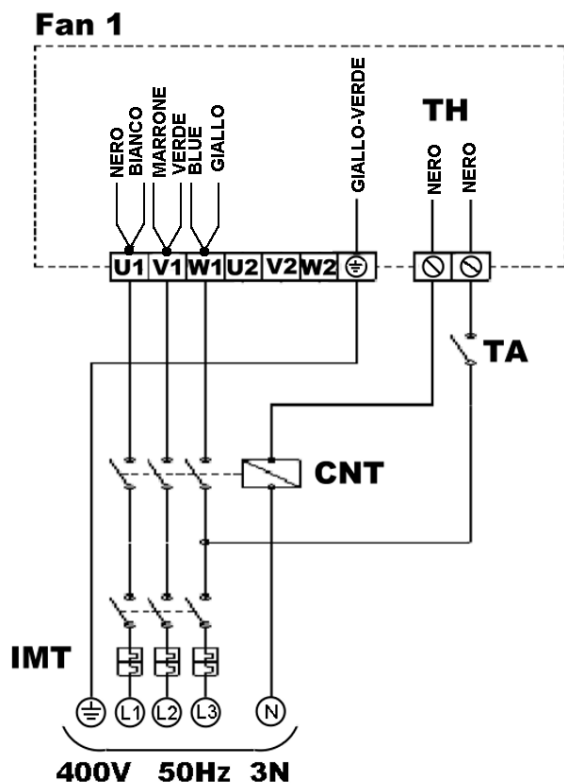 Fan 1
NERO
BIANCO
MARRONE
VERDE
BLUE
GIALLO
GIALLO-VERDE
TH
NERO
NERO
U1 V1 W1 U2 V2 W2
TA
CNT
IMT
L1 L2 L3 N
400V 50Hz 3N